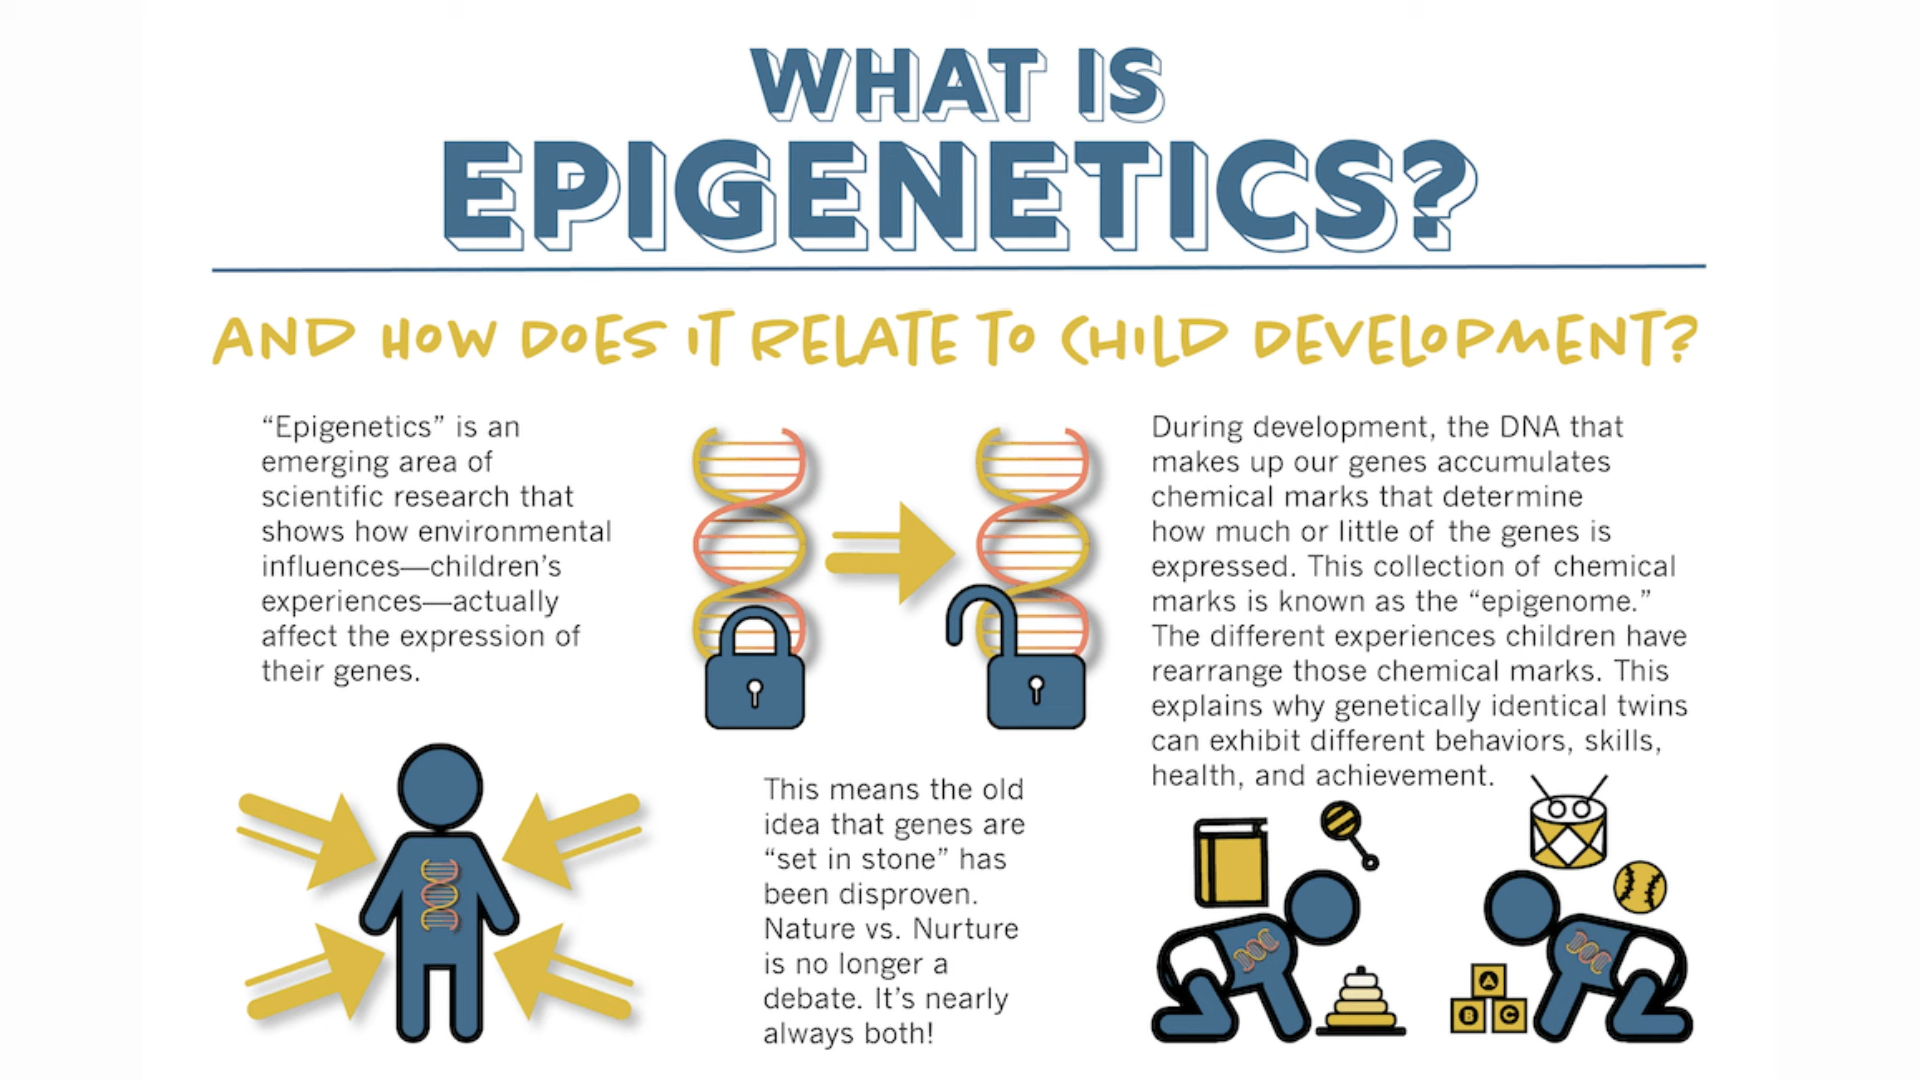 WHAT IS
EPIGENETICS?
AND HOW DOES IT RELATE TO CHILD DEVELOPMENT?
“Epigenetics” is an
emerging area of
scientific research that
shows how environmental
influences—children’s
experiences—actually
affect the expression of
their genes.
This means the old
idea that genes are
“set in stone” has
been disproven.
Nature vs. Nurture
is no longer a
debate. It’s nearly
always both!
During development, the DNA that
makes up our genes accumulates
chemical marks that determine
how much or little of the genes is
expressed. This collection of chemical
marks is known as the “epigenome.”
The different experiences children have
rearrange those chemical marks. This
explains why genetically identical twins
can exhibit different behaviors, skills,
health, and achievement.
A
B C